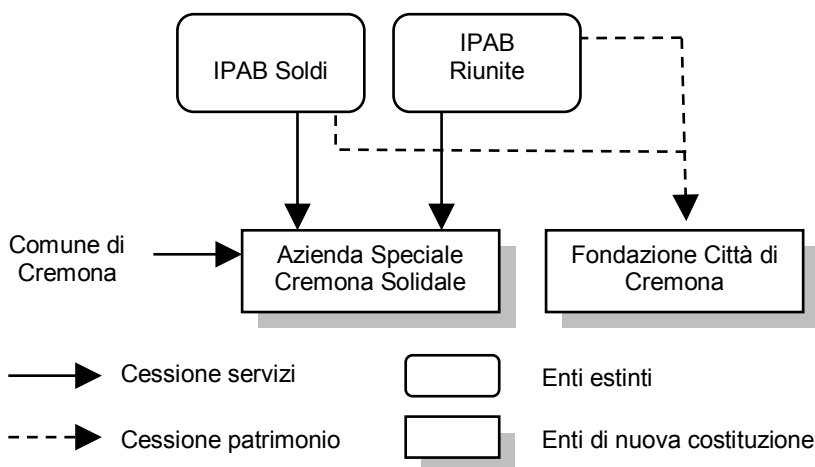 IPAB Soldi
IPAB
Riunite
Comune di
Cremona
Azienda Speciale
Cremona Solidale
Fondazione Città di
Cremona
Cessione servizi
Enti estinti
Cessione patrimonio
Enti di nuova costituzione